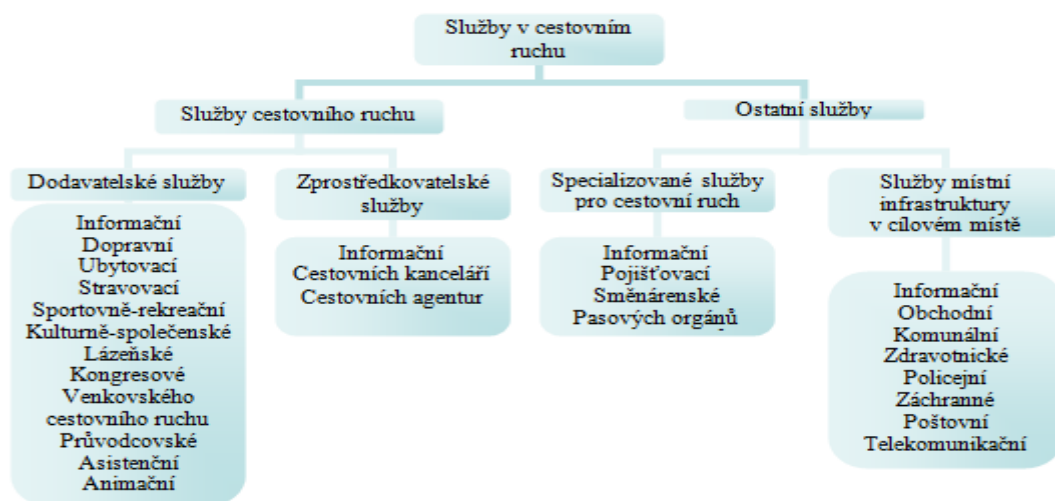 Služby v cestovním
ruchu
Služby cestovního ruchu
Ostatní služby
Dodavatelské služby
Informační
Dopravní
Ubytovací
Stravovací
Sportovně-rekreační
Kulturně-společenské
Lázeňské
Kongresové
Venkovského
cestovního ruchu
Průvodcovské
Asistenční
Animační
Zprostředkovatelské
služby
Informační
Cestovních kanceláří
Cestovních agentur
Specializované služby
pro cestovní ruch
Informační
Pojišťovací
Směnárenské
Pasových orgánů
Služby místní
infrastruktury
v cílovém místě
Informační
Obchodní
Komunální
Zdravotnické
Policejní
Záchranné
Poštovní
Telekomunikační